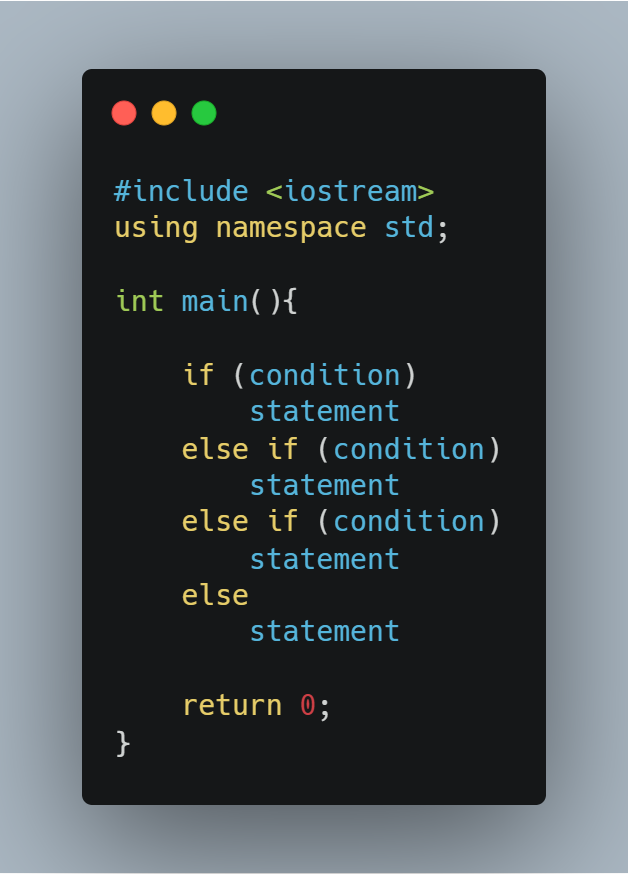 #include <iostream>
using namespace std;
int main(){
if (condition)
statement
else if (condition)
statement
else if (condition)
statement
else
statement
return 0;
}